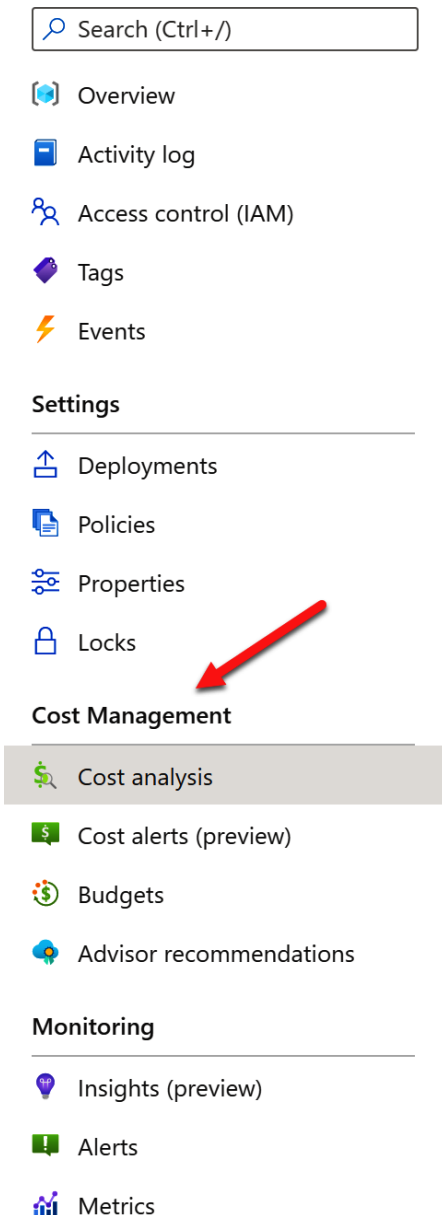 Search (Ctrl+/)
Overview
Activity log
Access control (IAM)
Tags
Events
Settings
Deployments
Policies
Properties
Locks
Cost Management
Cost analysis
Cost alerts (preview)
Budgets
Advisor recommendations
Monitoring
Insights (preview)
Alerts
Metrics